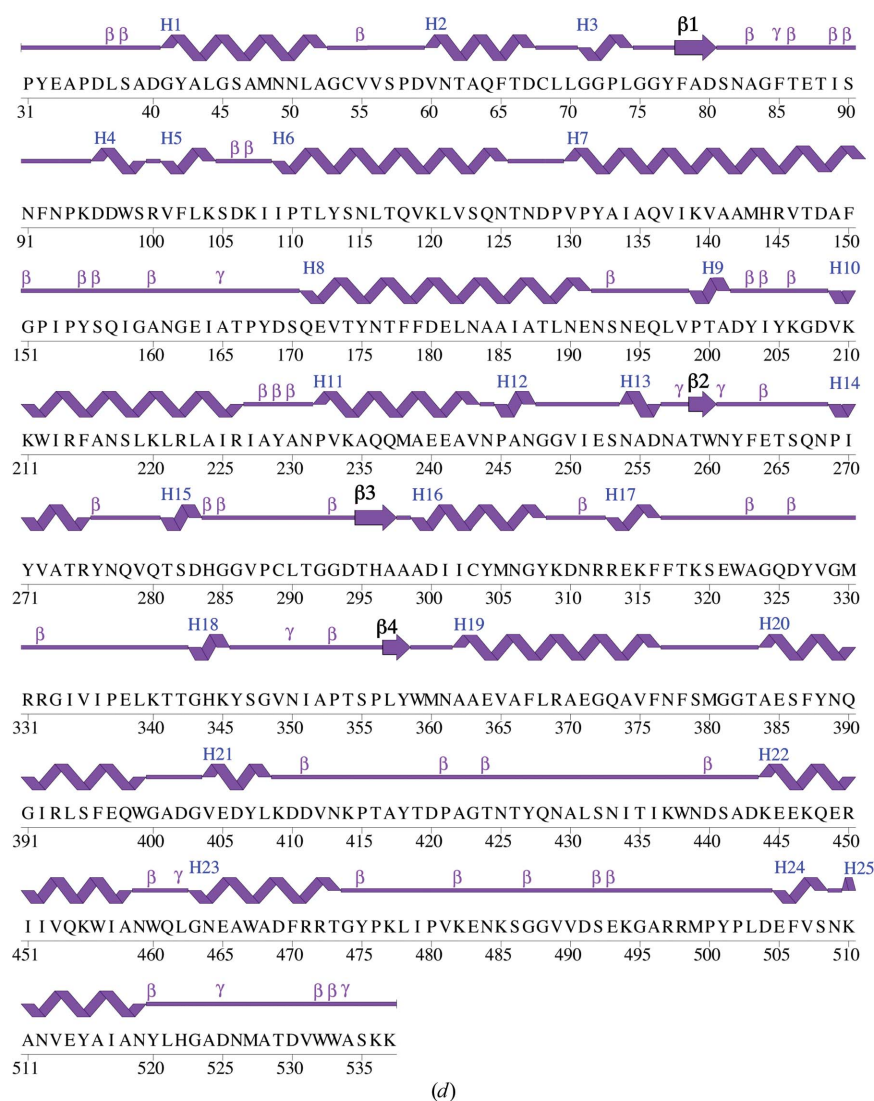 β β H1 β H2 H3 β1 β γ β β β
PYEAPDLSADGYALGSAMNNLAGCVVSPDVNTAQFTDCLLGGPLGGYFADSNAGFTETIS
31 40 45 50 55 60 65 70 75 80 85 90
H4 H5 β β H6 H7
NFNPKDDWSRVFLKSDKIIPTLYSNLTQVKLVSQNTNDPVPYAIAQVIKVAAMHRVTDAF
91 100 105 110 115 120 125 130 135 140 145 150
β β β β γ H8 β H9 β β β H10
GPIPYSQIGANGEIATPYDSQEVTYNTFFDELNAAIATLNENSNEQLVPTADYIYKGDVK
151 160 165 170 175 180 185 190 195 200 205 210
β β β H11 H12 H13 γ β2 γ β H14
KWIRFANSLKLRLAIRIAYANPVKAQQMAEEAVNPANGGVIESNADNATWNYFETSQNPI
211 220 225 230 235 240 245 250 255 260 265 270
β H15 β β β β3 H16 β H17 β β
YVATRYNQVQTSDHGGVPCLTGGDTHAAADIICYMNGYKDNRREKFFTKSEWAGQDYVGM
271 280 285 290 295 300 305 310 315 320 325 330
β H18 γ β β4 H19 H20
RRGIVIPELKTTGHKYSGVNIAPTSPLYWMNAAEVAFLRAEGQAVFNFSMGGTAESFYNQ
331 340 345 350 355 360 365 370 375 380 385 390
H21 β β β β H22
GIRLSFEQWGADGVEDYLKDDVNKPTAYTDPAGTNTYQNALSNITIKWNDSADKEEKQER
391 400 405 410 415 420 425 430 435 440 445 450
β γ H23 β β β β β H24 H25
IIVQKWIANWQLGNEAWADFRRTGYPKLIPVKENKSGGVVDSEKGARRMPYPLDEFVSNK
451 460 465 470 475 480 485 490 495 500 505 510
β γ β β γ
ANVEYAIANYLHGADNMATDVWWASKK
511 520 525 530 535
(d)